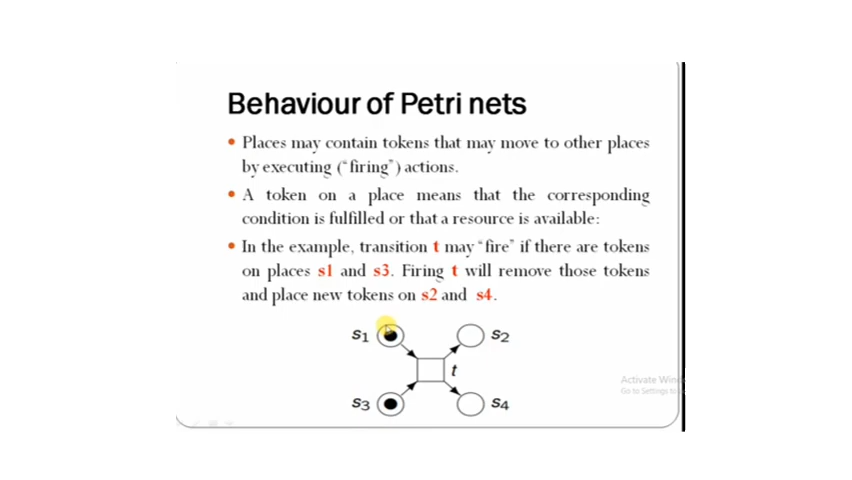 Behaviour of Petri nets
• Places may contain tokens that may move to other places
by executing ("firing") actions.
• A token on a place means that the corresponding
condition is fulfilled or that a resource is available:
• In the example, transition t may "fire" if there are tokens
on places s1 and s3. Firing t will remove those tokens
and place new tokens on s2 and s4.
s1
s2
t
s3
s4
Activate Win
Go to Settings to